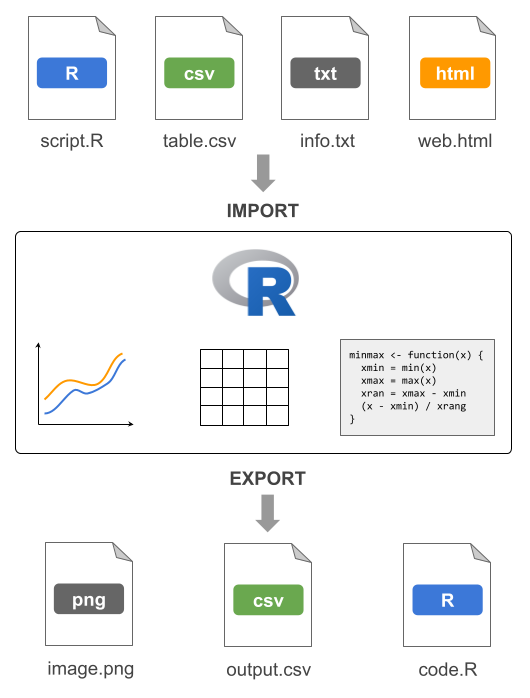 R
csv
txt
html
script.R
table.csv
info.txt
web.html
IMPORT
R
minmax <- function(x) {
  xmin = min(x)
  xmax = max(x)
  xran = xmax - xmin
  (x - xmin) / xrang
}
EXPORT
png
csv
R
image.png
output.csv
code.R